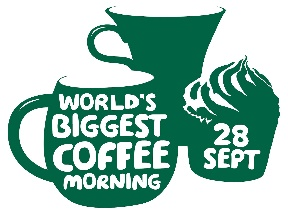 WORLD'S
BIGGEST
COFFEE
MORNING
28
SEPT